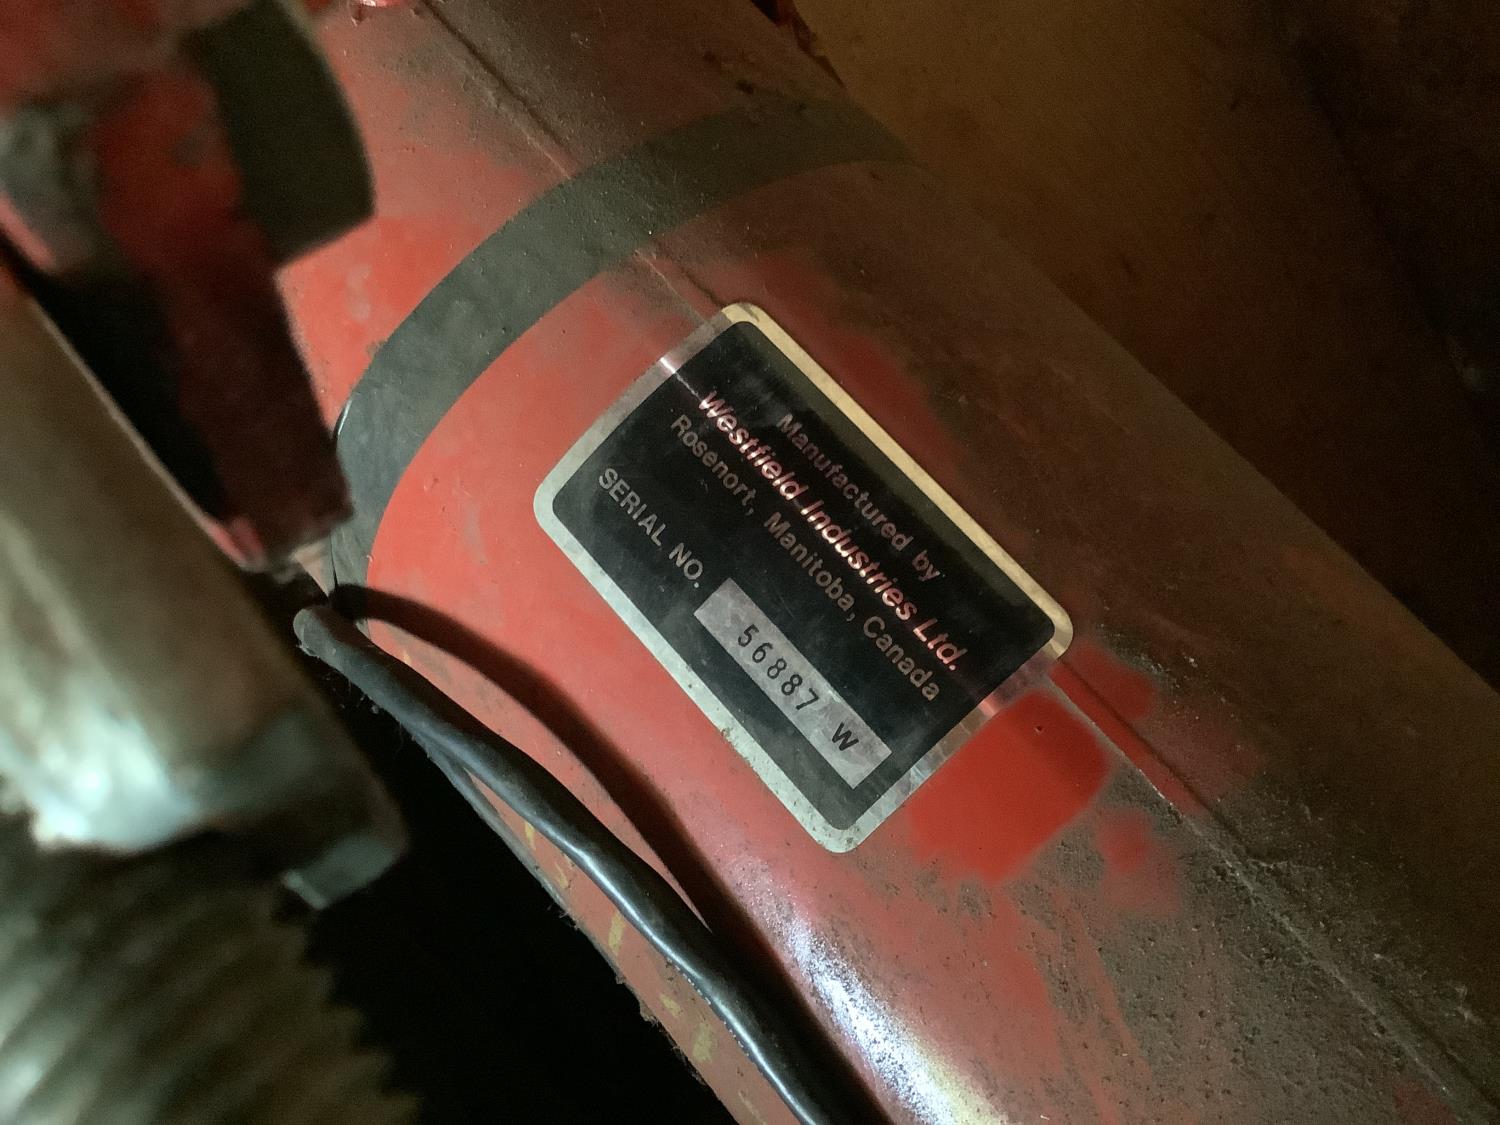 Manufactured by
Westfield Industries Ltd.
Rosenort, Manitoba, Canada
SERIAL NO. 56887 W